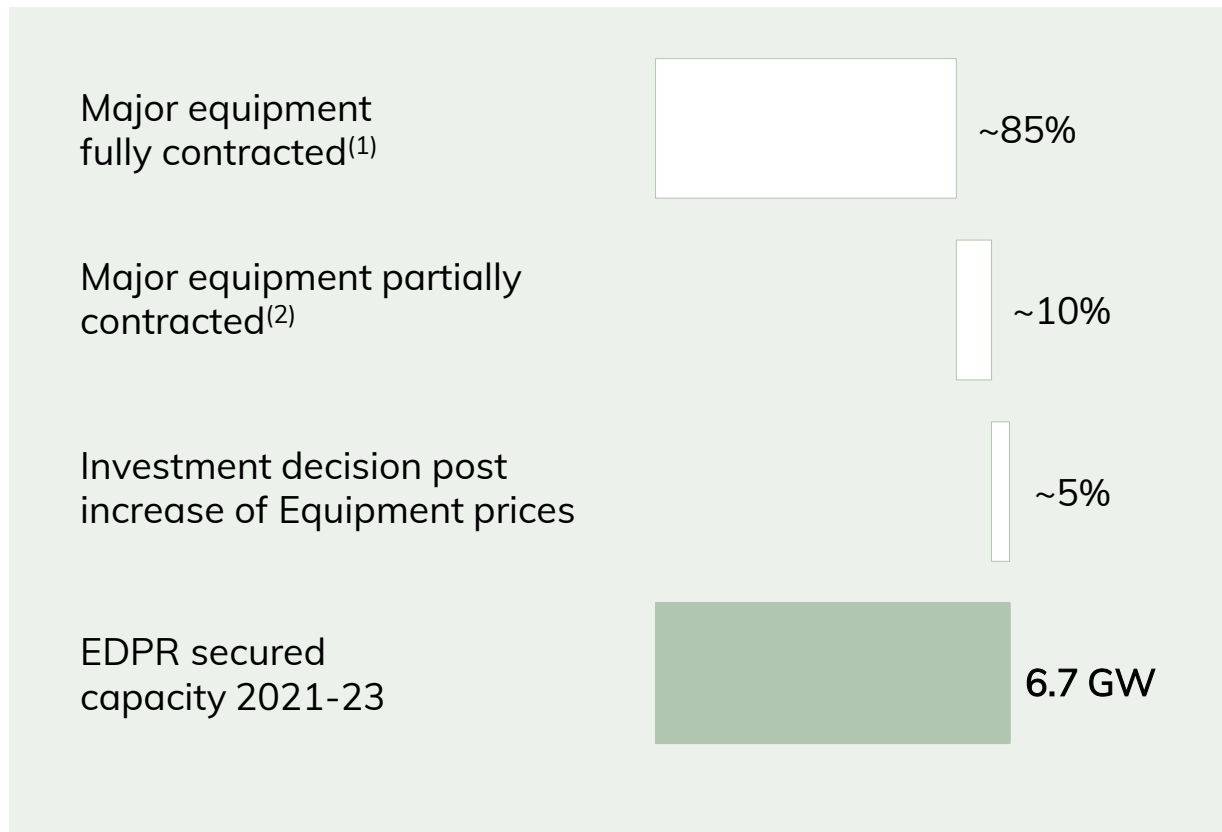 Major equipment
fully contracted(1)
~85%
Major equipment partially
contracted(2)
~10%
Investment decision post
increase of Equipment prices
~5%
EDPR secured
capacity 2021-23
6.7 GW